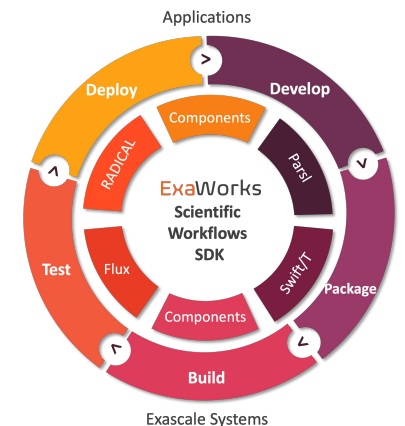 Applications
Deploy
Develop
Components
RADICAL
Parsl
ExaWorks
Scientific
Workflows
SDK
Test
Flux
Swift/T
Package
Components
Build
Exascale Systems